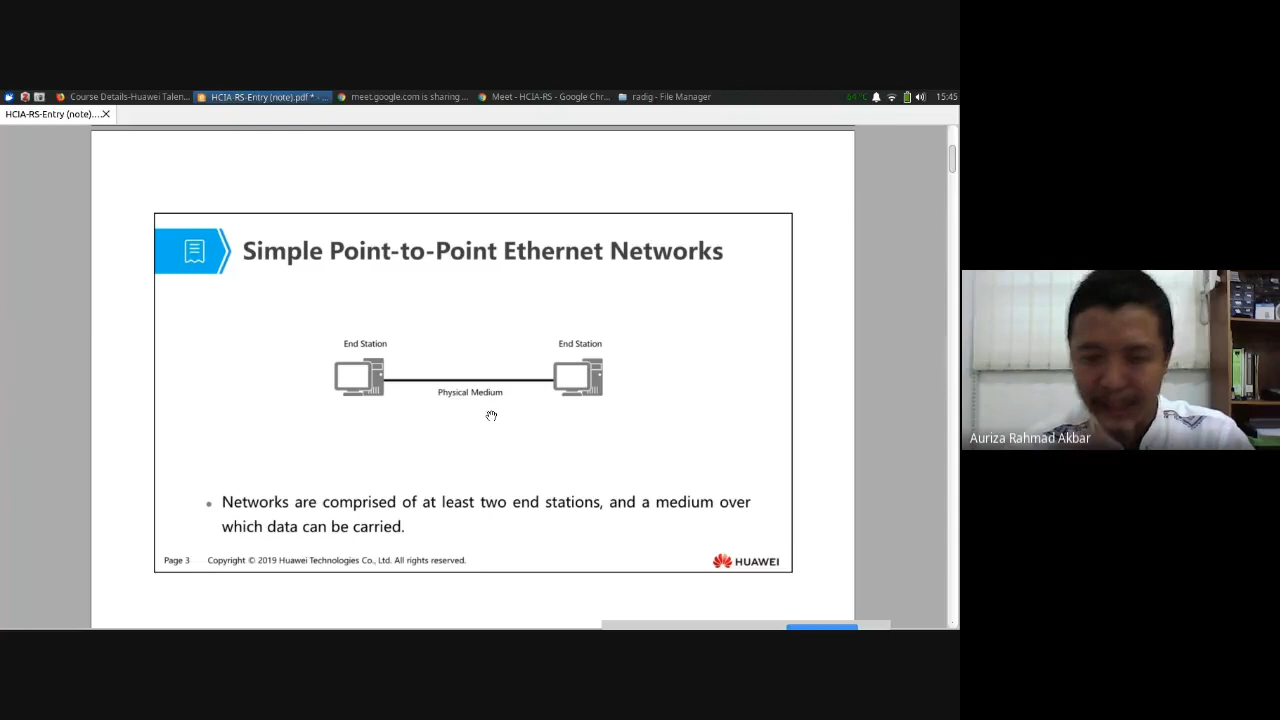 Course Details-Huawei Talen...
HCIA-RS-Entry (note).pdf * -...
meet.google.com is sharing ...
Meet - HCIA-RS - Google Chr...
radig - File Manager
64°C
15:45
HCIA-RS-Entry (note)....
Simple Point-to-Point Ethernet Networks
End Station
End Station
Physical Medium
Networks are comprised of at least two end stations, and a medium over
which data can be carried.
Page 3
Copyright © 2019 Huawei Technologies Co., Ltd. All rights reserved.
HUAWEI
Auriza Rahmad Akbar